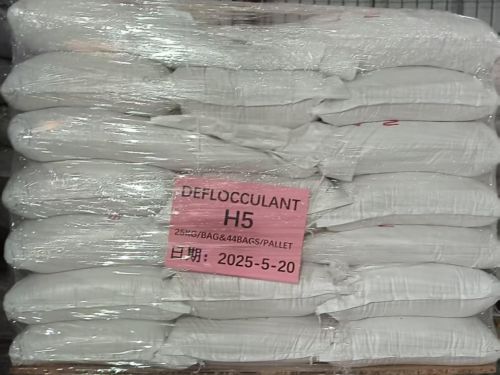 DEFLOCCULANT
H5
25KG/BAG&44BAGS/PALLET
日期：2025-5-20